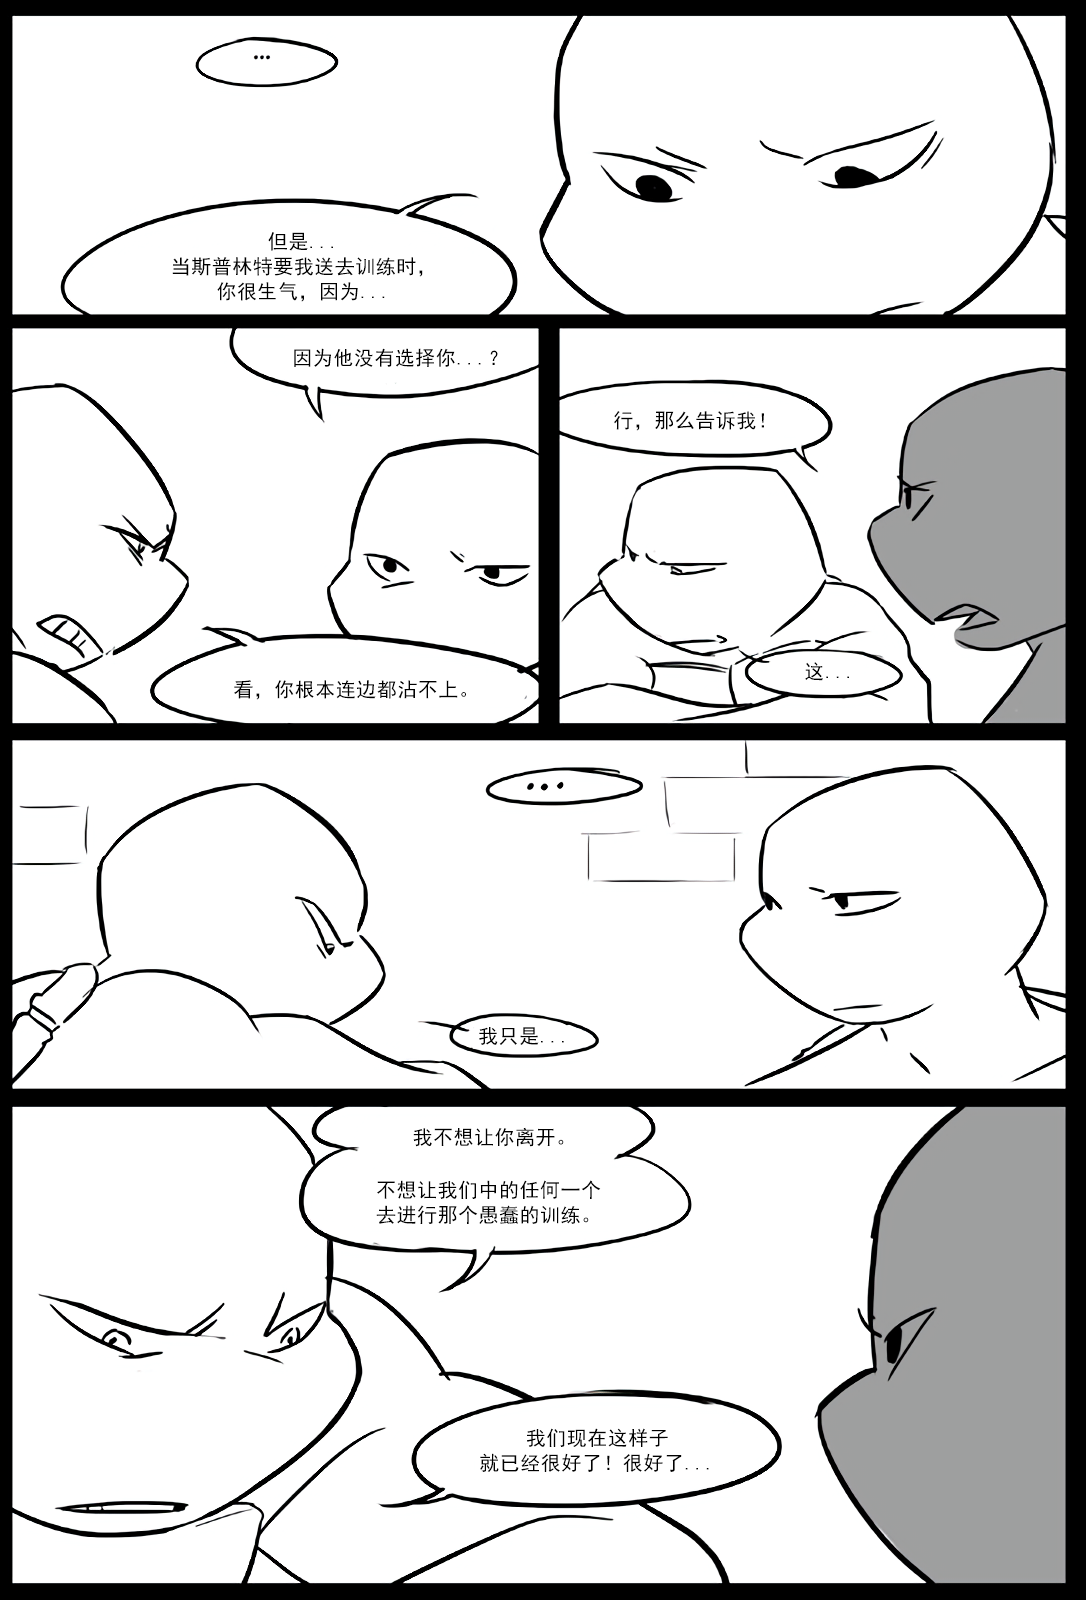 ...
但是...
当斯普林特要我送去训练时，
你很生气，因为...
因为他没有选择你...？
看，你根本连边都沾不上。
行，那么告诉我！
这...
...
我只是...
我不想让你离开。
不想让我们中的任何一个
去进行那个愚蠢的训练。
我们现在这样子
就已经很好了！很好了...